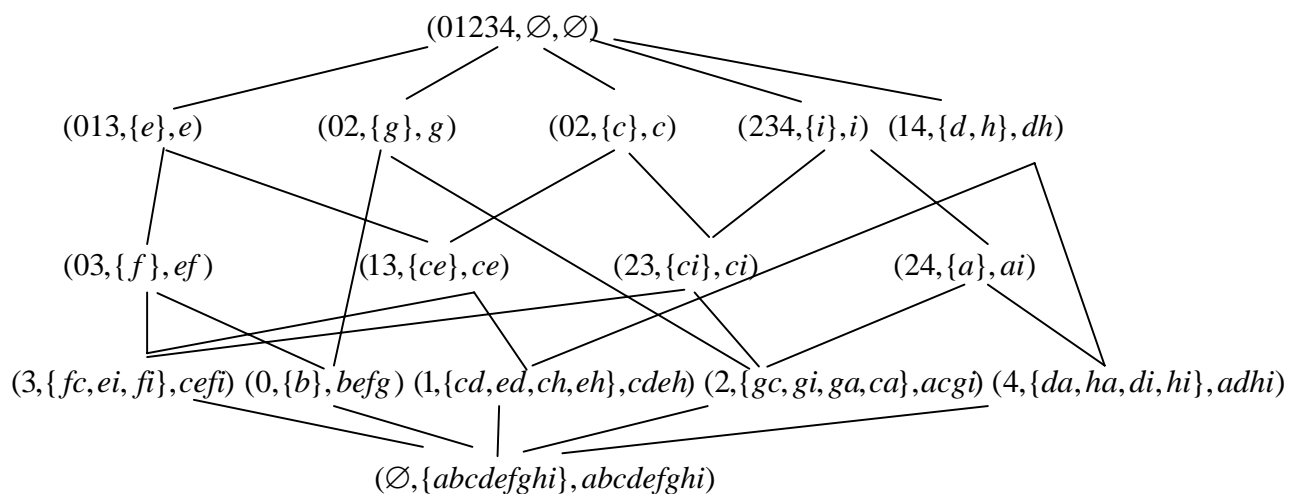 (01234, ∅, ∅)
(013, {e}, e) (02, {g}, g) (02, {c}, c) (234, {i}, i) (14, {d, h}, dh)
(03, {f}, ef) (13, {ce}, ce) (23, {ci}, ci) (24, {a}, ai)
(3, {fc, ei, fi}, cefi) (0, {b}, befg) (1, {cd, ed, ch, eh}, cdeh) (2, {gc, gi, ga, ca}, acgi) (4, {da, ha, di, hi}, adhi)
(∅, {abcdefghi}, abcdefghi)